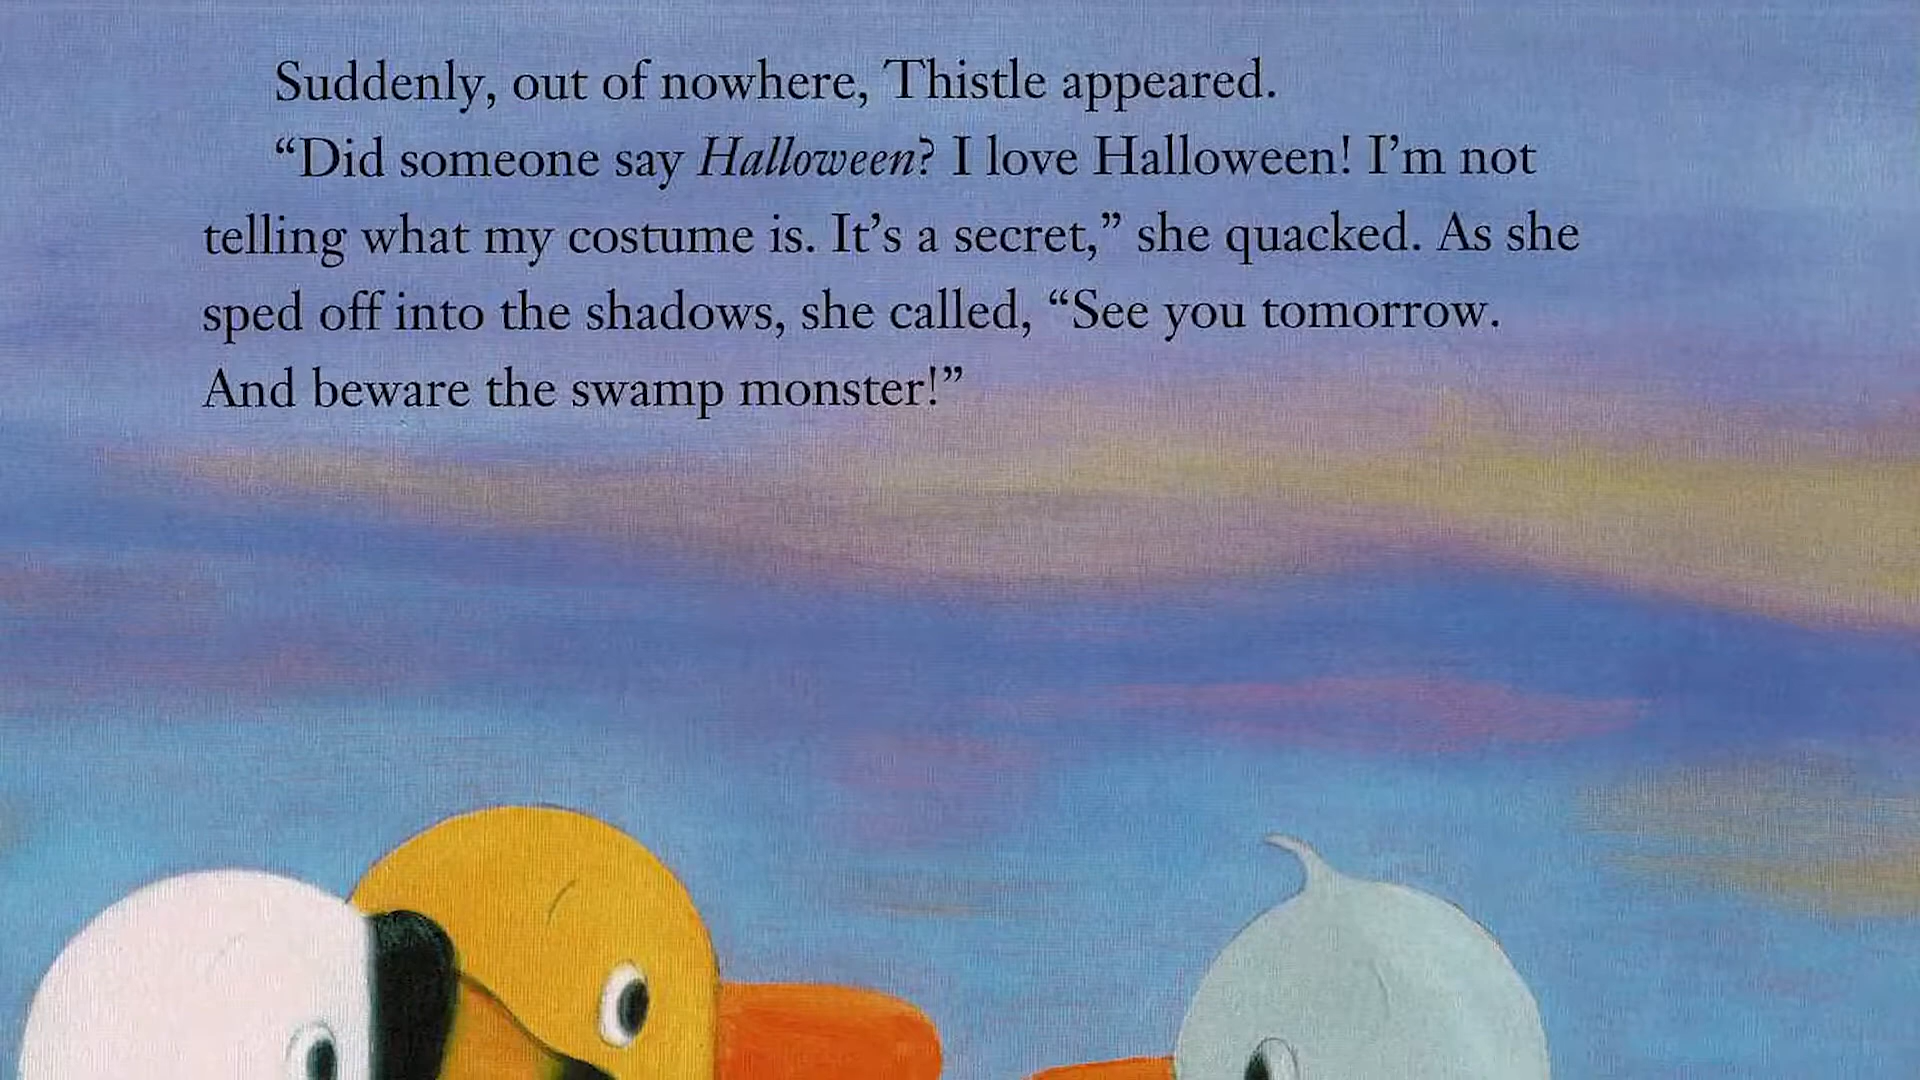 Suddenly, out of nowhere, Thistle appeared.
“Did someone say Halloween? I love Halloween! I’m not
telling what my costume is. It’s a secret,” she quacked. As she
sped off into the shadows, she called, “See you tomorrow.
And beware the swamp monster!”